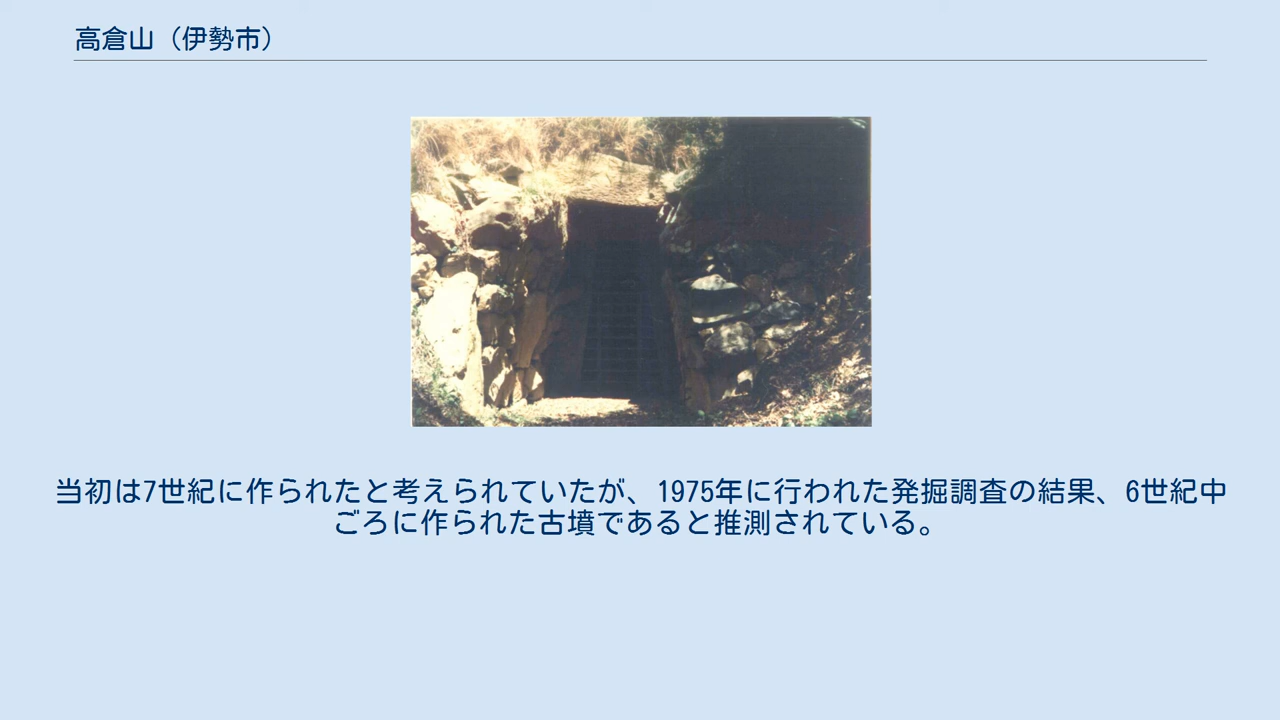 高倉山（伊勢市）
当初は7世紀に作られたと考えられていたが、1975年に行われた発掘調査の結果、6世紀中
ごろに作られた古墳であると推測されている。